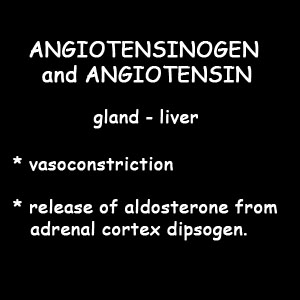 ANGIOTENSINOGEN
and ANGIOTENSIN
gland - liver
* vasoconstriction
* release of aldosterone from
adrenal cortex dipsogen.